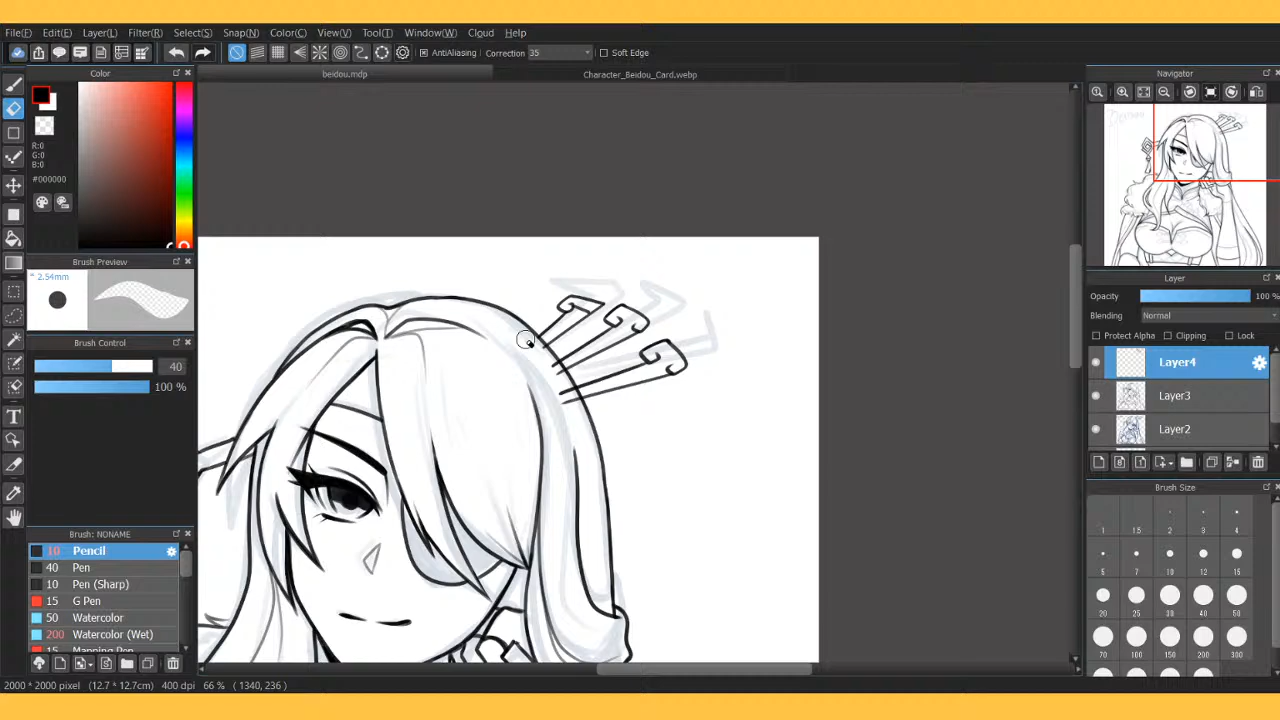 File(F) Edit(E) Layer(L) Filter(R) Select(S) Snap(N) Color(C) View(V) Tool(T) Window(W) Cloud Help
AntiAliasing Correction 35 Soft Edge
Color
beidou.mdp
Character_Beidou_Card.webp
Navigator
R:0
G:0
B:0
#000000
Brush Preview
* 2.54mm
Layer
Opacity 100 %
Blending Normal
Protect Alpha Clipping Lock
Layer4
Layer3
Layer2
Brush Control
40
100 %
Brush Size
1 1.5 2 3 4
5 7 10 12 15
20 25 30 40 50
70 100 150 200 300
Brush: NONAME
10 Pencil
40 Pen
10 Pen (Sharp)
15 G Pen
50 Watercolor
200 Watercolor (Wet)
15 Mapping Pen
T
2000 * 2000 pixel (12.7 * 12.7cm) 400 dpi 66 % ( 1340, 236 )